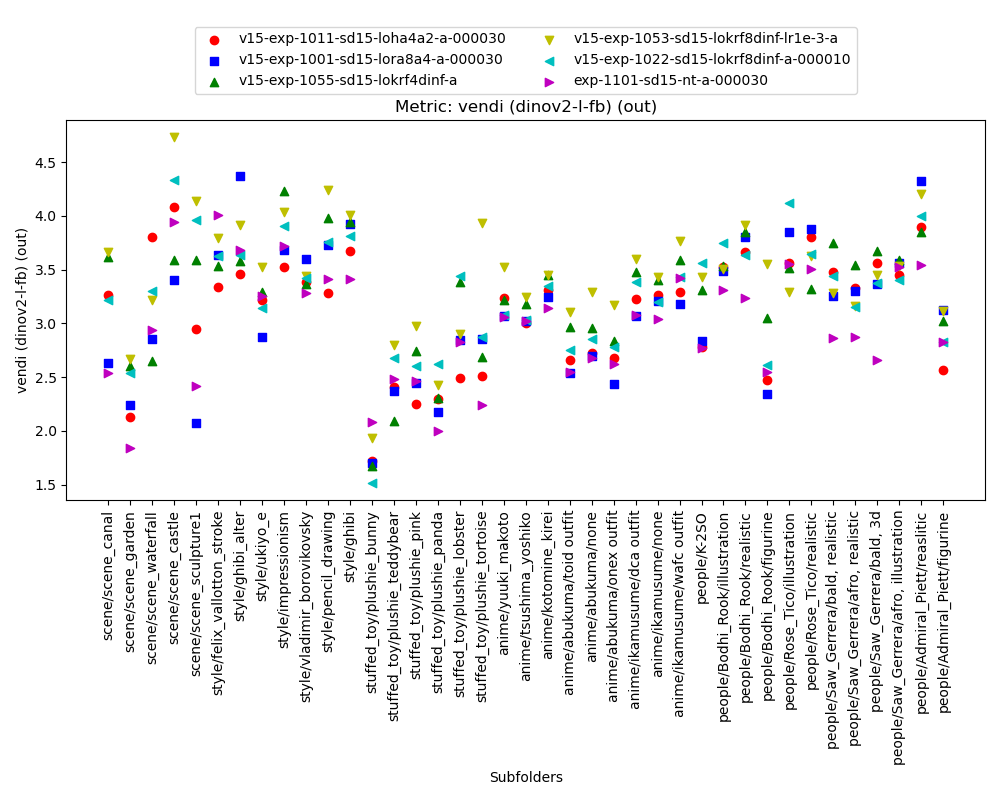 v15-exp-1011-sd15-loha4a2-a-000030
v15-exp-1001-sd15-lora8a4-a-000030
v15-exp-1055-sd15-lokrf4dinf-a
v15-exp-1053-sd15-lokrf8dinf-lr1e-3-a
v15-exp-1022-sd15-lokrf8dinf-a-000010
exp-1101-sd15-nt-a-000030
Metric: vendi (dinov2-l-fb) (out)
vendi (dinov2-l-fb) (out)
4.5
4.0
3.5
3.0
2.5
2.0
1.5
scene/scene_canal
scene/scene_garden
scene/scene_waterfall
scene/scene_castle
scene/scene_sculpture1
style/felix_vallotton_stroke
style/ghibi_alter
style/ukiyo_e
style/impressionism
style/vladimir_borovikovsky
style/pencil_drawing
style/ghibi
stuffed_toy/plushie_bunny
stuffed_toy/plushie_teddybear
stuffed_toy/plushie_pink
stuffed_toy/plushie_panda
stuffed_toy/plushie_lobster
stuffed_toy/plushie_tortoise
anime/yuuki_makoto
anime/tsushima_yoshiko
anime/kotomine_kirei
anime/abukuma/toid outfit
anime/abukuma/none
anime/abukuma/onex outfit
anime/ikamusume/dca outfit
anime/ikamusume/none
anime/ikamusume/wafc outfit
people/K-2SO
people/Bodhi_Rook/illustration
people/Bodhi_Rook/realistic
people/Bodhi_Rook/figurine
people/Rose_Tico/illustration
people/Rose_Tico/realistic
people/Saw_Gerrera/bald, realistic
people/Saw_Gerrera/afro, realistic
people/Saw_Gerrera/bald, 3d
people/Saw_Gerrera/afro, illustration
people/Admiral_Piett/reaslitic
people/Admiral_Piett/figurine
Subfolders